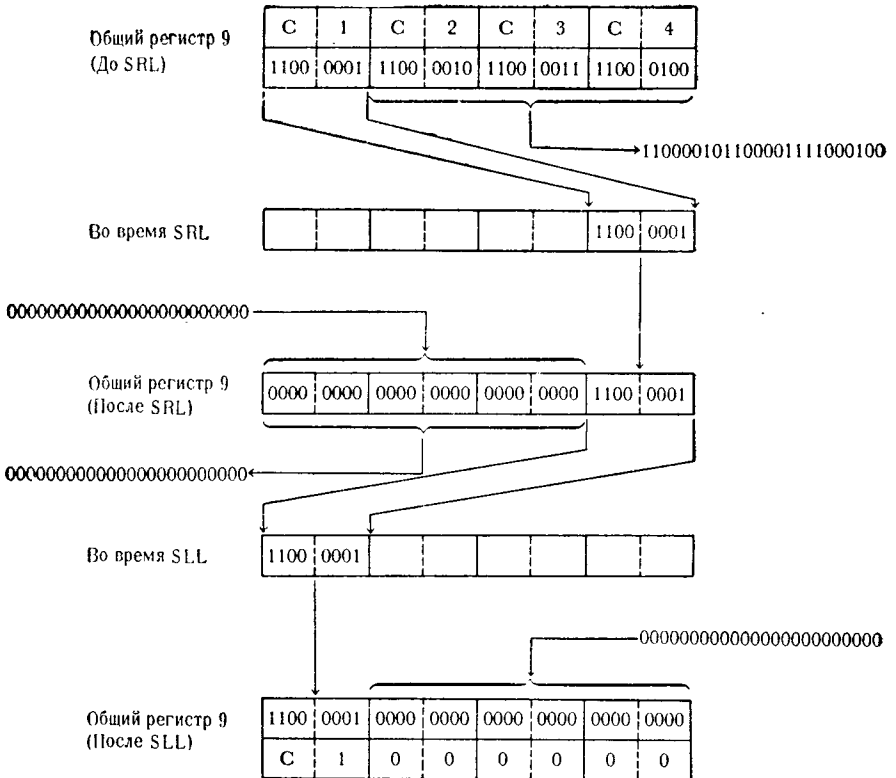 Общий регистр 9
(До SRL)
C 1 C 2 C 3 C 4
1100 0001 1100 0010 1100 0011 1100 0100
110000101100001111000100
Во время SRL
1100 0001
000000000000000000000000
Общий регистр 9
(После SRL)
0000 0000 0000 0000 0000 0000 1100 0001
000000000000000000000000
Во время SLL
1100 0001
000000000000000000000000
Общий регистр 9
(После SLL)
1100 0001 0000 0000 0000 0000 0000 0000
C 1 0 0 0 0 0 0